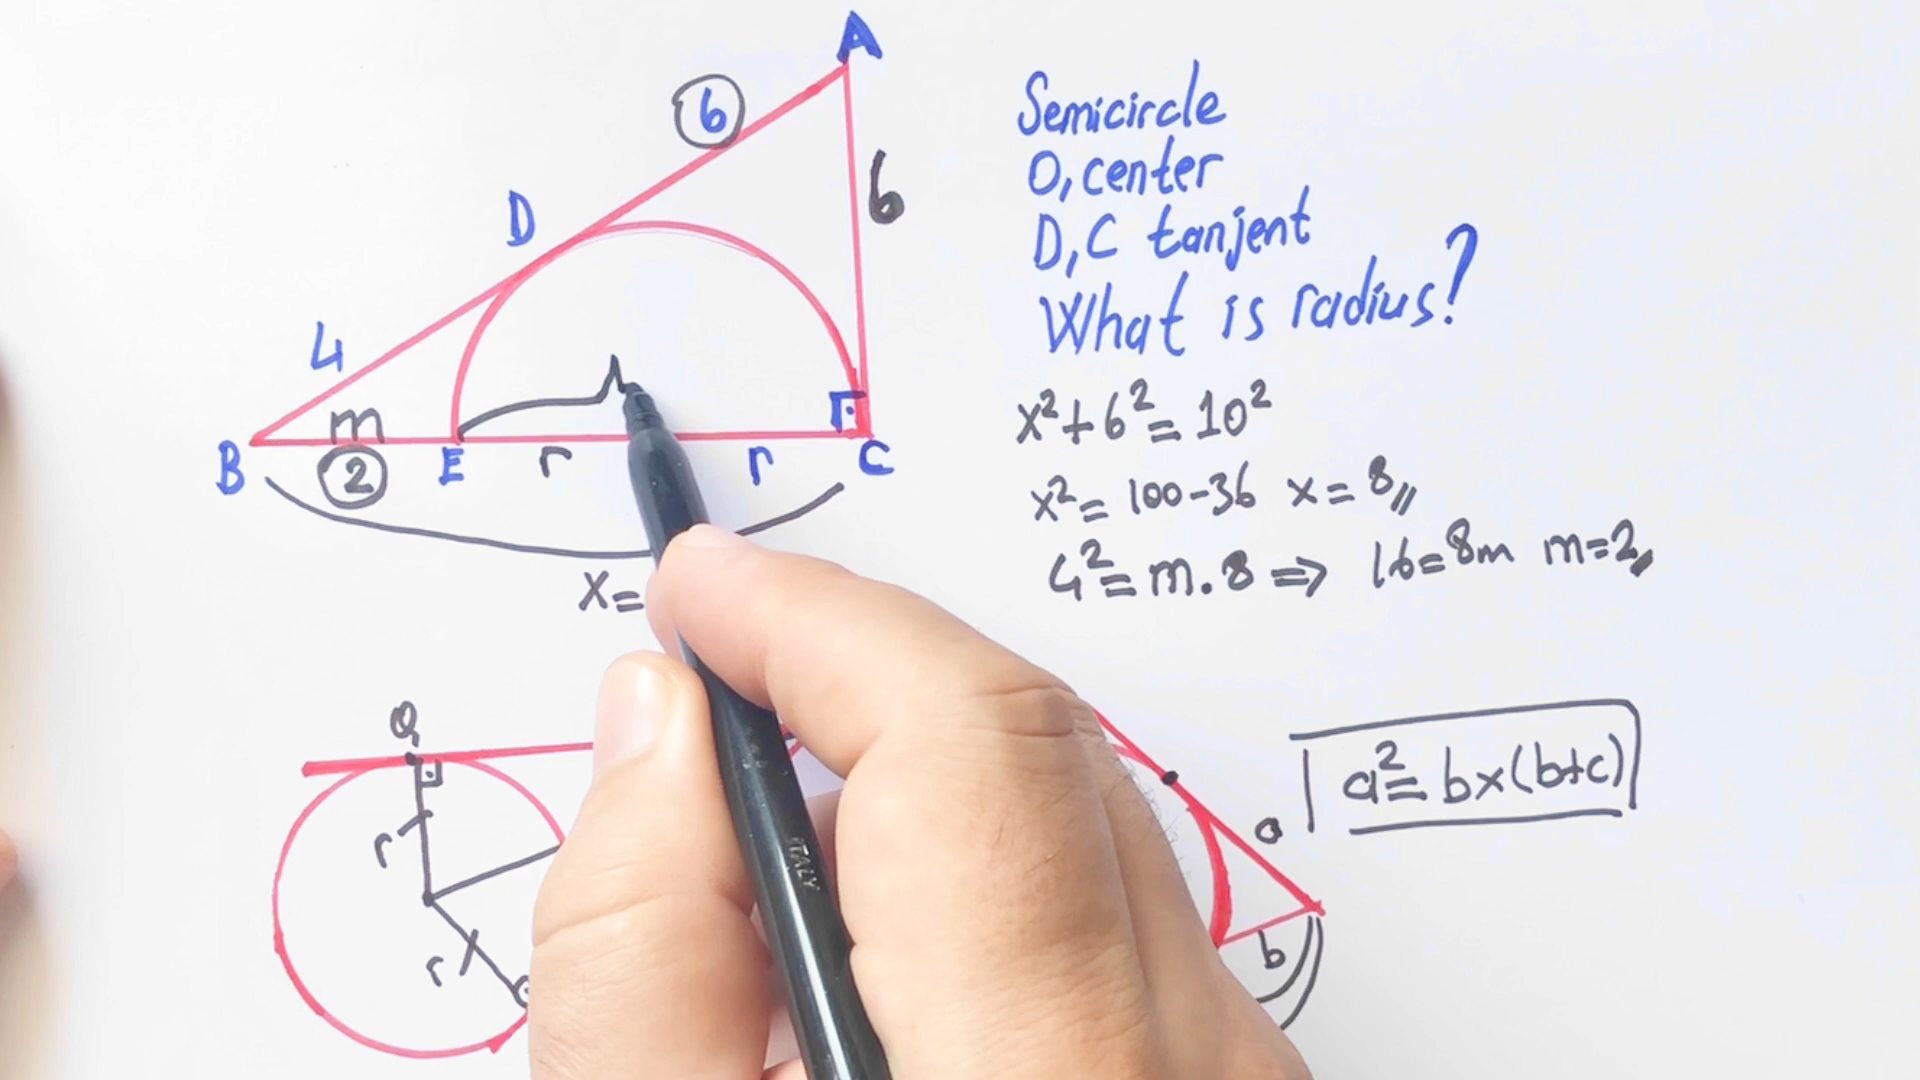 A
6
6
D
4
m
B
2
E
r
r
C
X=
Semicircle
O, center
D, C tanjent
What is radius?
x²+6²=10²
x²=100-36 x=8
4²=m.8⇒ 16=8m m=2
Q
r
r
a
b
a²=bx(b+c)
ITALY